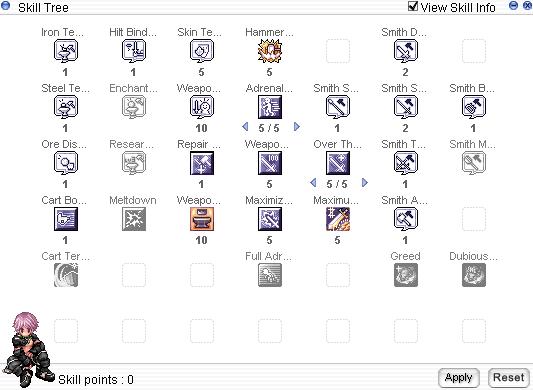 Skill Tree
View Skill Info
Iron Te... Hilt Bind... Skin Te... Hammer... Smith D...
1 1 5 5 2
Steel Te... Enchant... Weapo... Adrenal... Smith S... Smith S... Smith B...
1 10 5 / 5 1 2 1
Ore Dis... Resear... Repair ... Weapo... Over Th... Smith T... Smith M...
1 1 5 5 / 5 1
Cart Bo... Meltdown Weapo... Maximiz... Maximu... Smith A...
1 10 5 5 1
Cart Ter... Full Adr... Greed Dubious...
Skill points : 0
Apply Reset